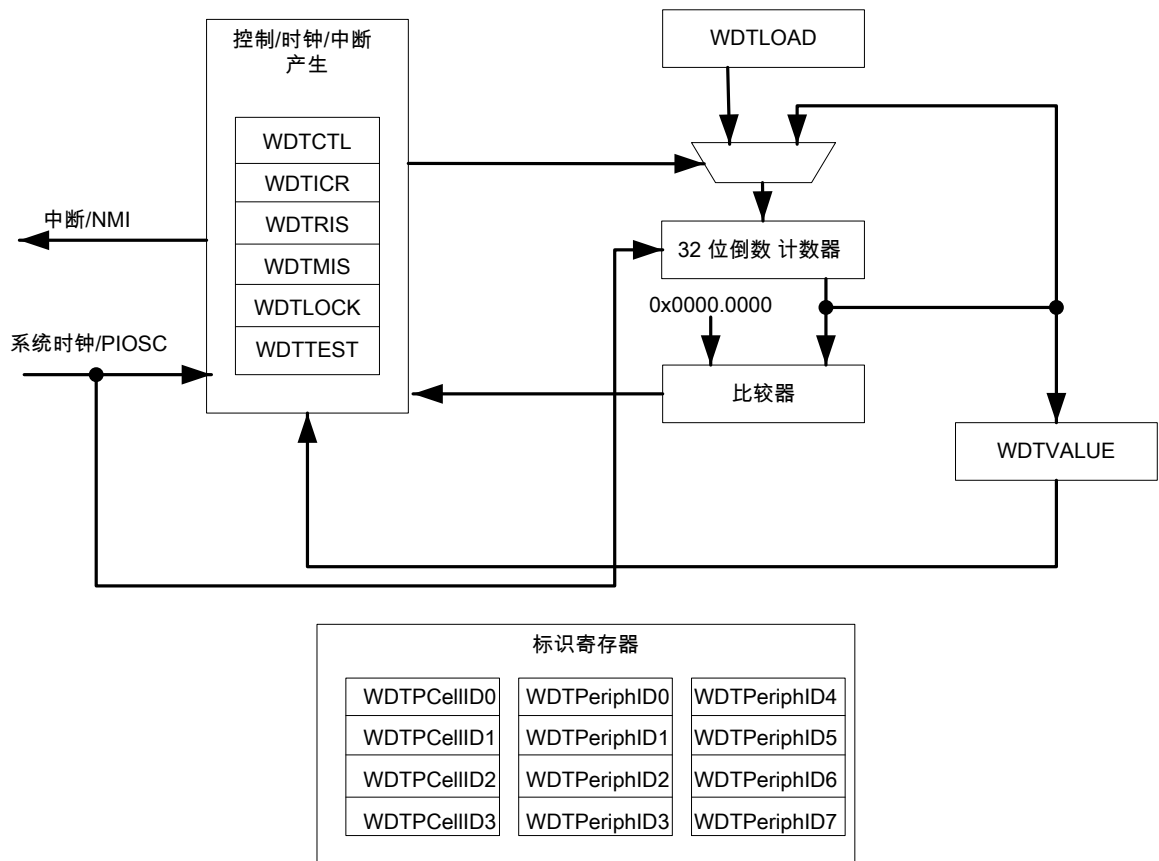 控制/时钟/中断
产生
WDTCTL
WDTICR
WDTRIS
WDTMIS
WDTLOCK
WDTTEST
中断/NMI
系统时钟/PIOSC
WDTLOAD
32 位倒数 计数器
0x0000.0000
比较器
WDTVALUE
标识寄存器
WDTPCellID0
WDTPCellID1
WDTPCellID2
WDTPCellID3
WDTPeriphID0
WDTPeriphID1
WDTPeriphID2
WDTPeriphID3
WDTPeriphID4
WDTPeriphID5
WDTPeriphID6
WDTPeriphID7